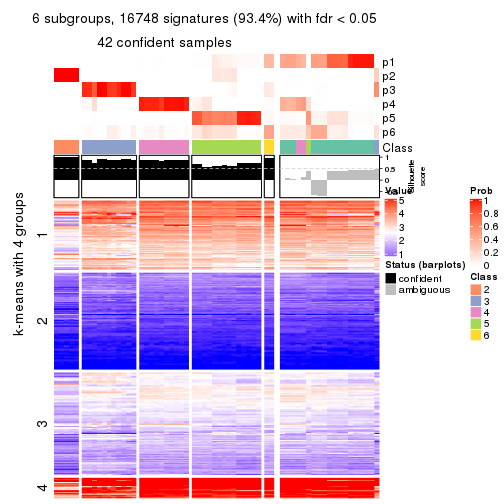 6 subgroups, 16748 signatures (93.4%) with fdr < 0.05
42 confident samples
p1
p2
p3
p4
p5
p6
Class
1
0.5
0
Silhouette
score
k-means with 4 groups
1
2
3
4
Value
5
4
3
2
1
Status (barplots)
confident
ambiguous
Prob
1
0.8
0.6
0.4
0.2
0
Class
2
3
4
5
6